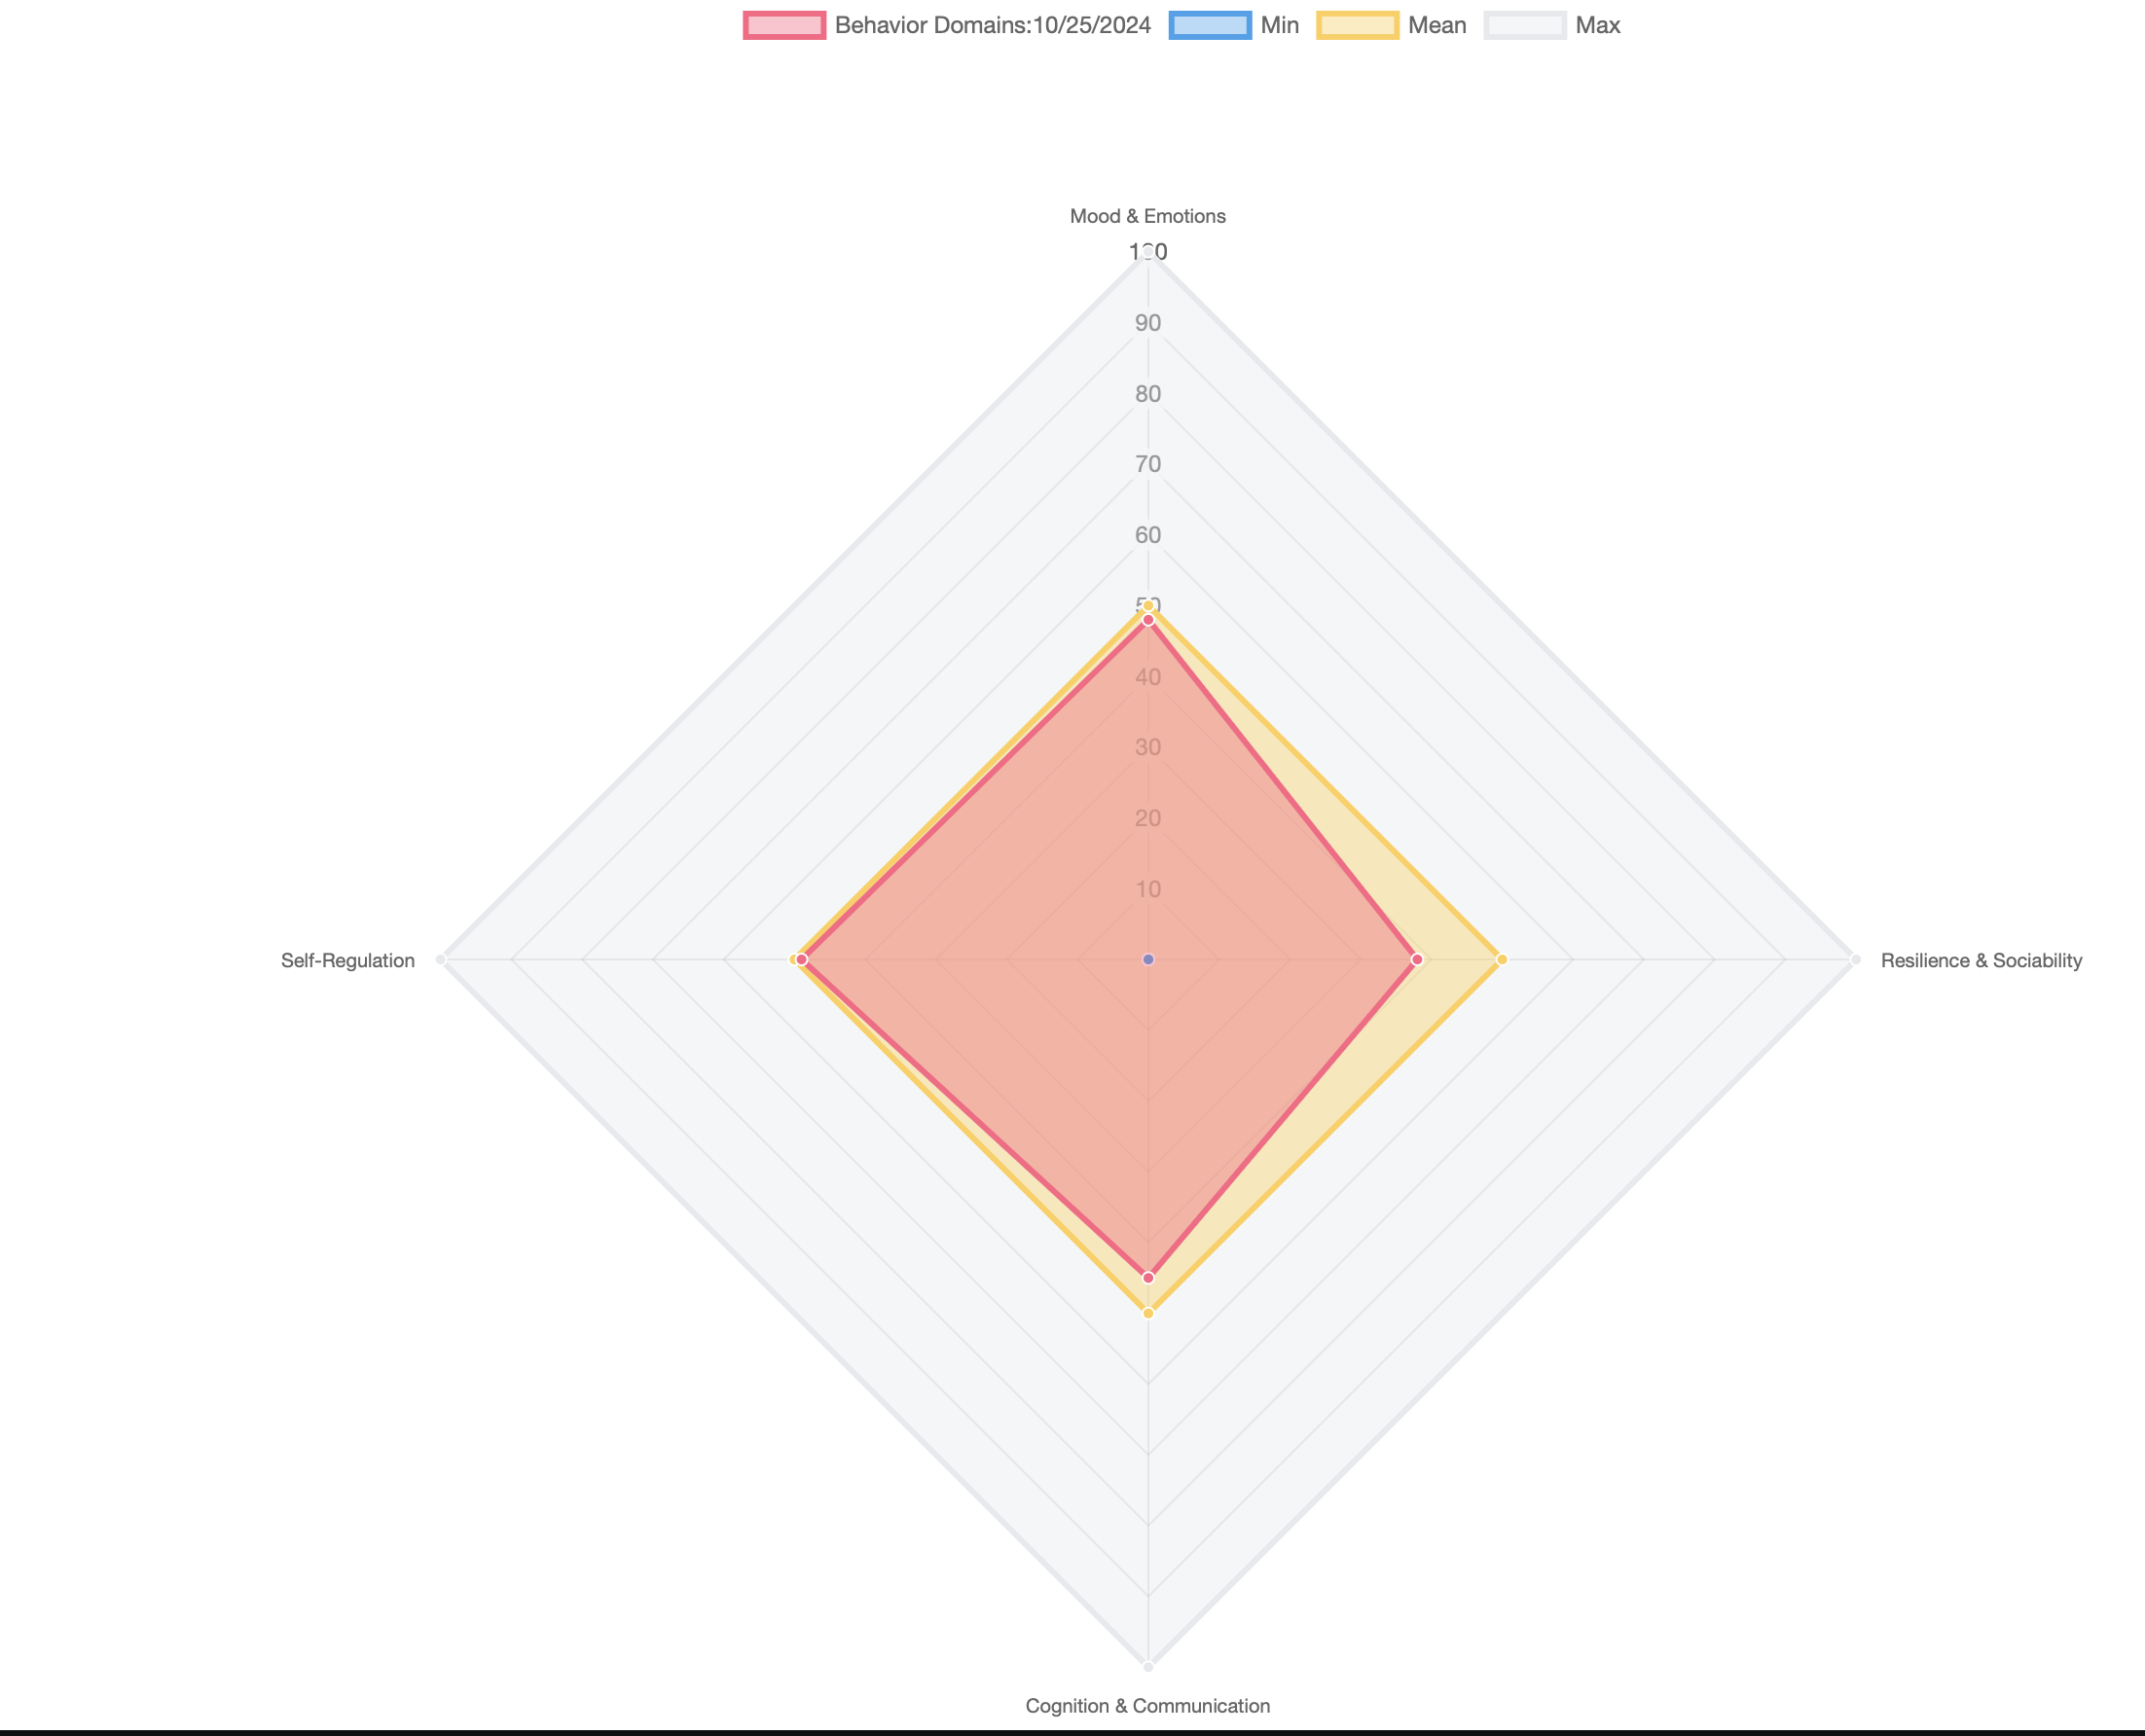 Behavior Domains:10/25/2024 Min Mean Max
Mood & Emotions
100
90
80
70
60
50
40
30
20
10
Self-Regulation
Resilience & Sociability
Cognition & Communication